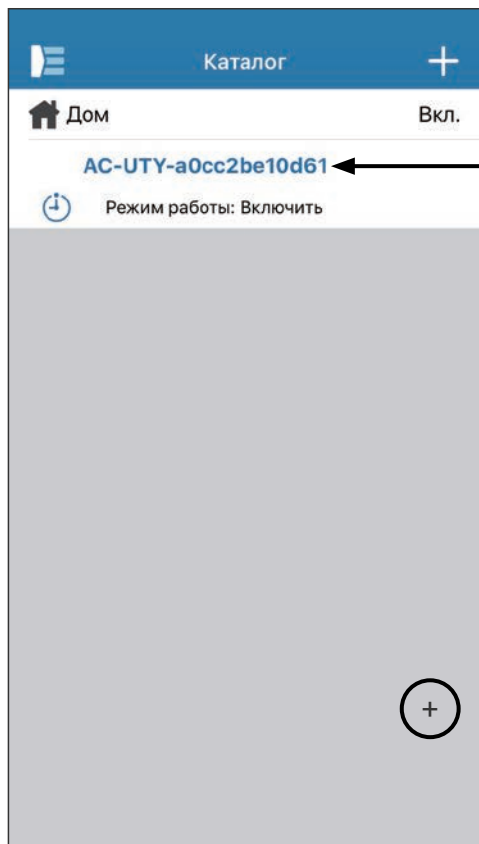 Каталог +
Дом Вкл.
AC-UTY-a0cc2be10d61
Режим работы: Включить
+